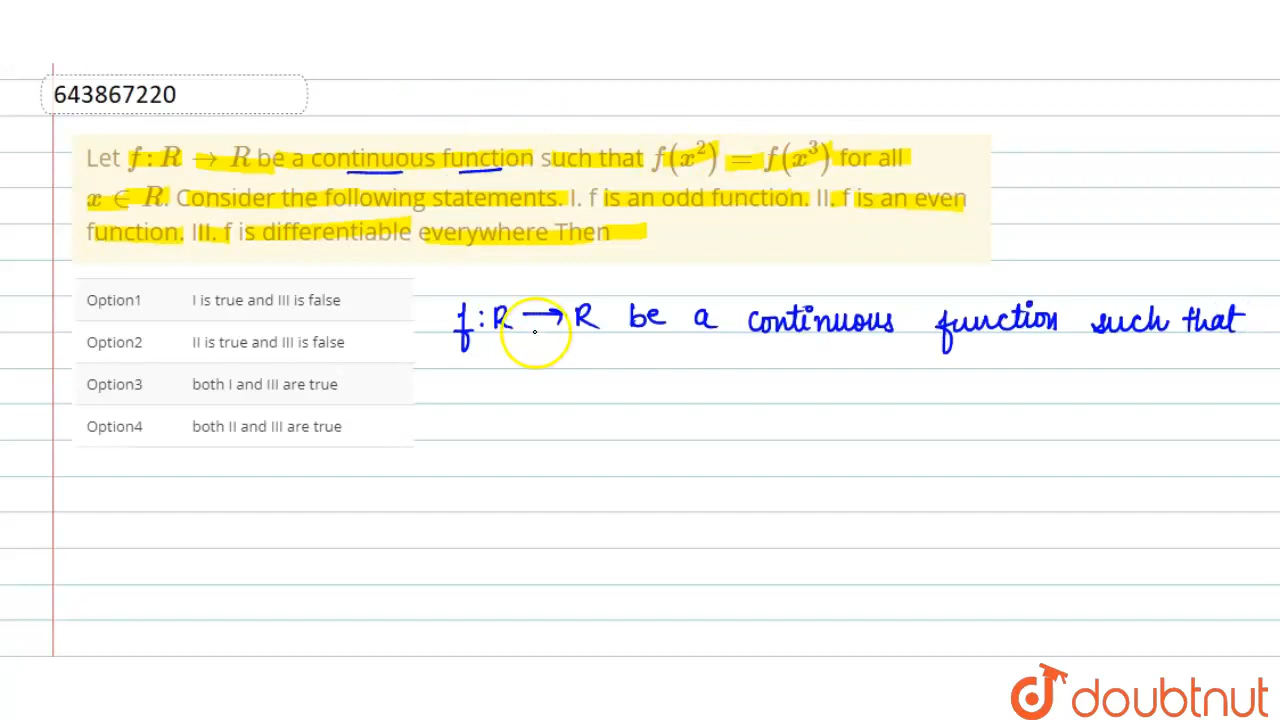 643867220
Let f : R → R be a continuous function such that f(x²) = f(x³) for all
x ∈ R. Consider the following statements. I. f is an odd function. II. f is an even
function. III. f is differentiable everywhere Then
Option1 I is true and III is false
f : R → R be a continuous function such that
Option2 II is true and III is false
Option3 both I and III are true
Option4 both II and III are true
doubtnut